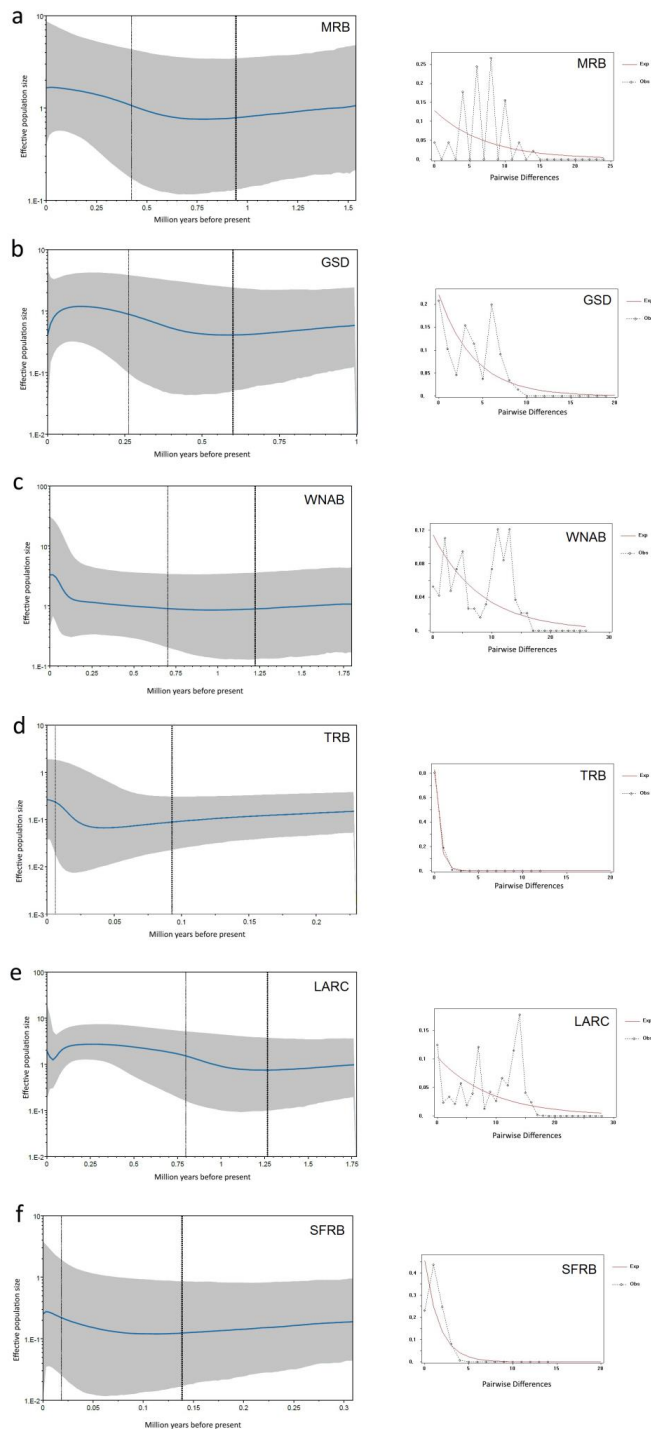 a
MRB
10
1
1.E-1
Effective population size
0 0.25 0.5 0.75 1 1.25 1.5
Million years before present
MRB
Exp
Obs
0.25
0.2
0.15
0.1
0.05
0.
0 5 10 15 20 25
Pairwise Differences
b
GSD
10
1
1.E-1
1.E-2
Effective population size
0 0.25 0.5 0.75 1
Million years before present
GSD
Exp
Obs
0.2
0.15
0.1
0.05
0.
0 5 10 15 20
Pairwise Differences
c
WNAB
100
10
1
1.E-1
Effective population size
0 0.25 0.5 0.75 1 1.25 1.5 1.75
Million years before present
WNAB
Exp
Obs
0.12
0.08
0.04
0.
0 10 20 30
Pairwise Differences
d
TRB
10
1
1.E-1
1.E-2
1.E-3
Effective population size
0 0.05 0.1 0.15 0.2
Million years before present
TRB
Exp
Obs
0.8
0.6
0.4
0.2
0.
0 5 10 15 20
Pairwise Differences
e
LARC
100
10
1
1.E-1
1.E-2
Effective population size
0 0.25 0.5 0.75 1 1.25 1.5 1.75
Million years before present
LARC
Exp
Obs
0.15
0.1
0.05
0.
0 10 20 30
Pairwise Differences
f
SFRB
10
1
1.E-1
1.E-2
Effective population size
0 0.05 0.1 0.15 0.2 0.25 0.3
Million years before present
SFRB
Exp
Obs
0.4
0.3
0.2
0.1
0.
0 5 10 15 20
Pairwise Differences